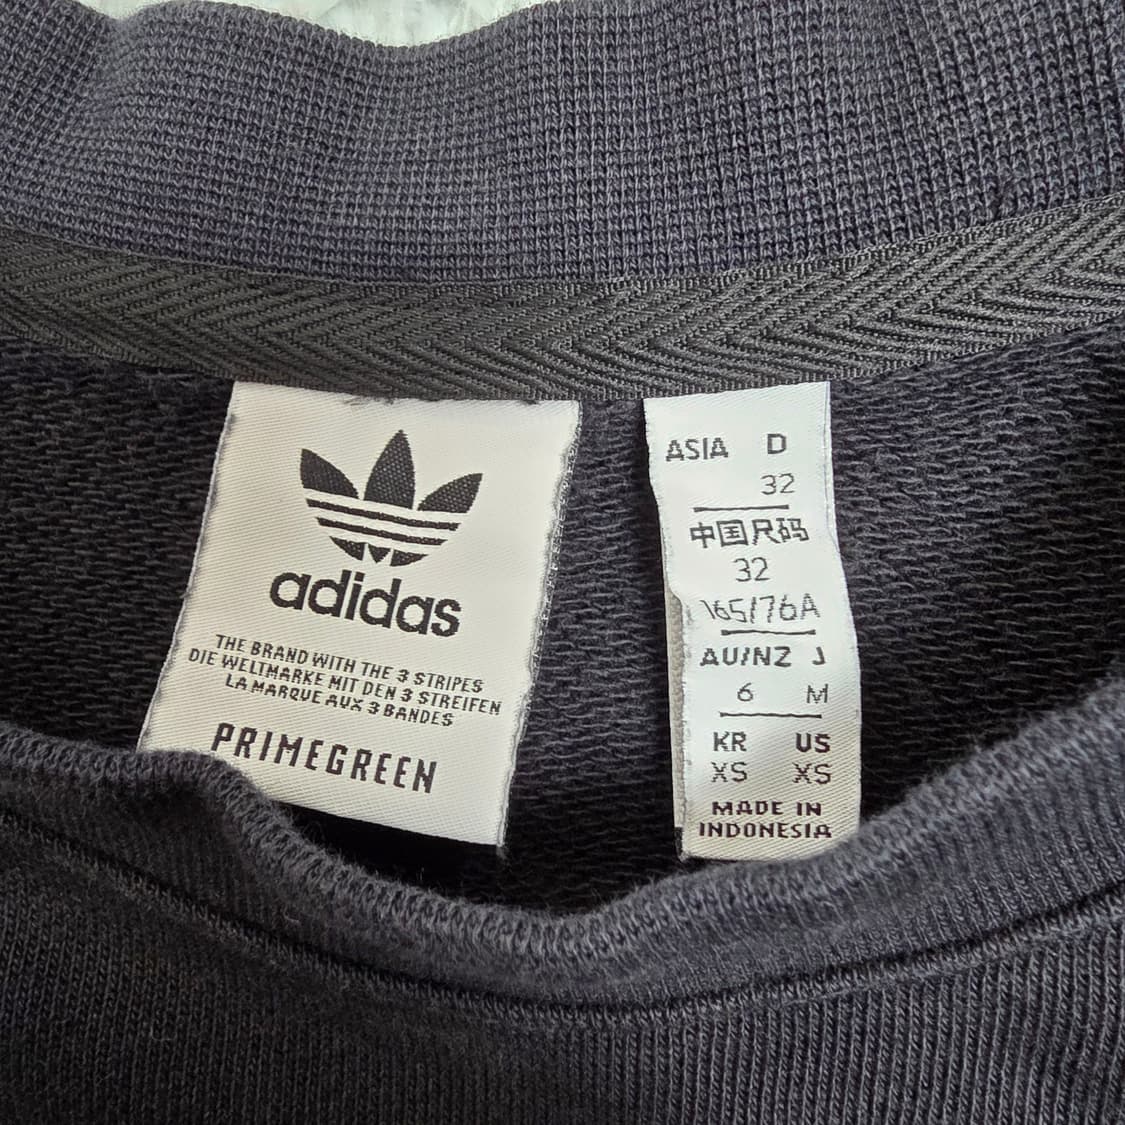 adidas
THE BRAND WITH THE 3 STRIPES
DIE WELTMARKE MIT DEN 3 STREIFEN
LA MARQUE AUX 3 BANDES
PRIMEGREEN
ASIA D
32
中国尺码
32
165/76A
AU/NZ J
6 M
KR US
XS XS
MADE IN
INDONESIA